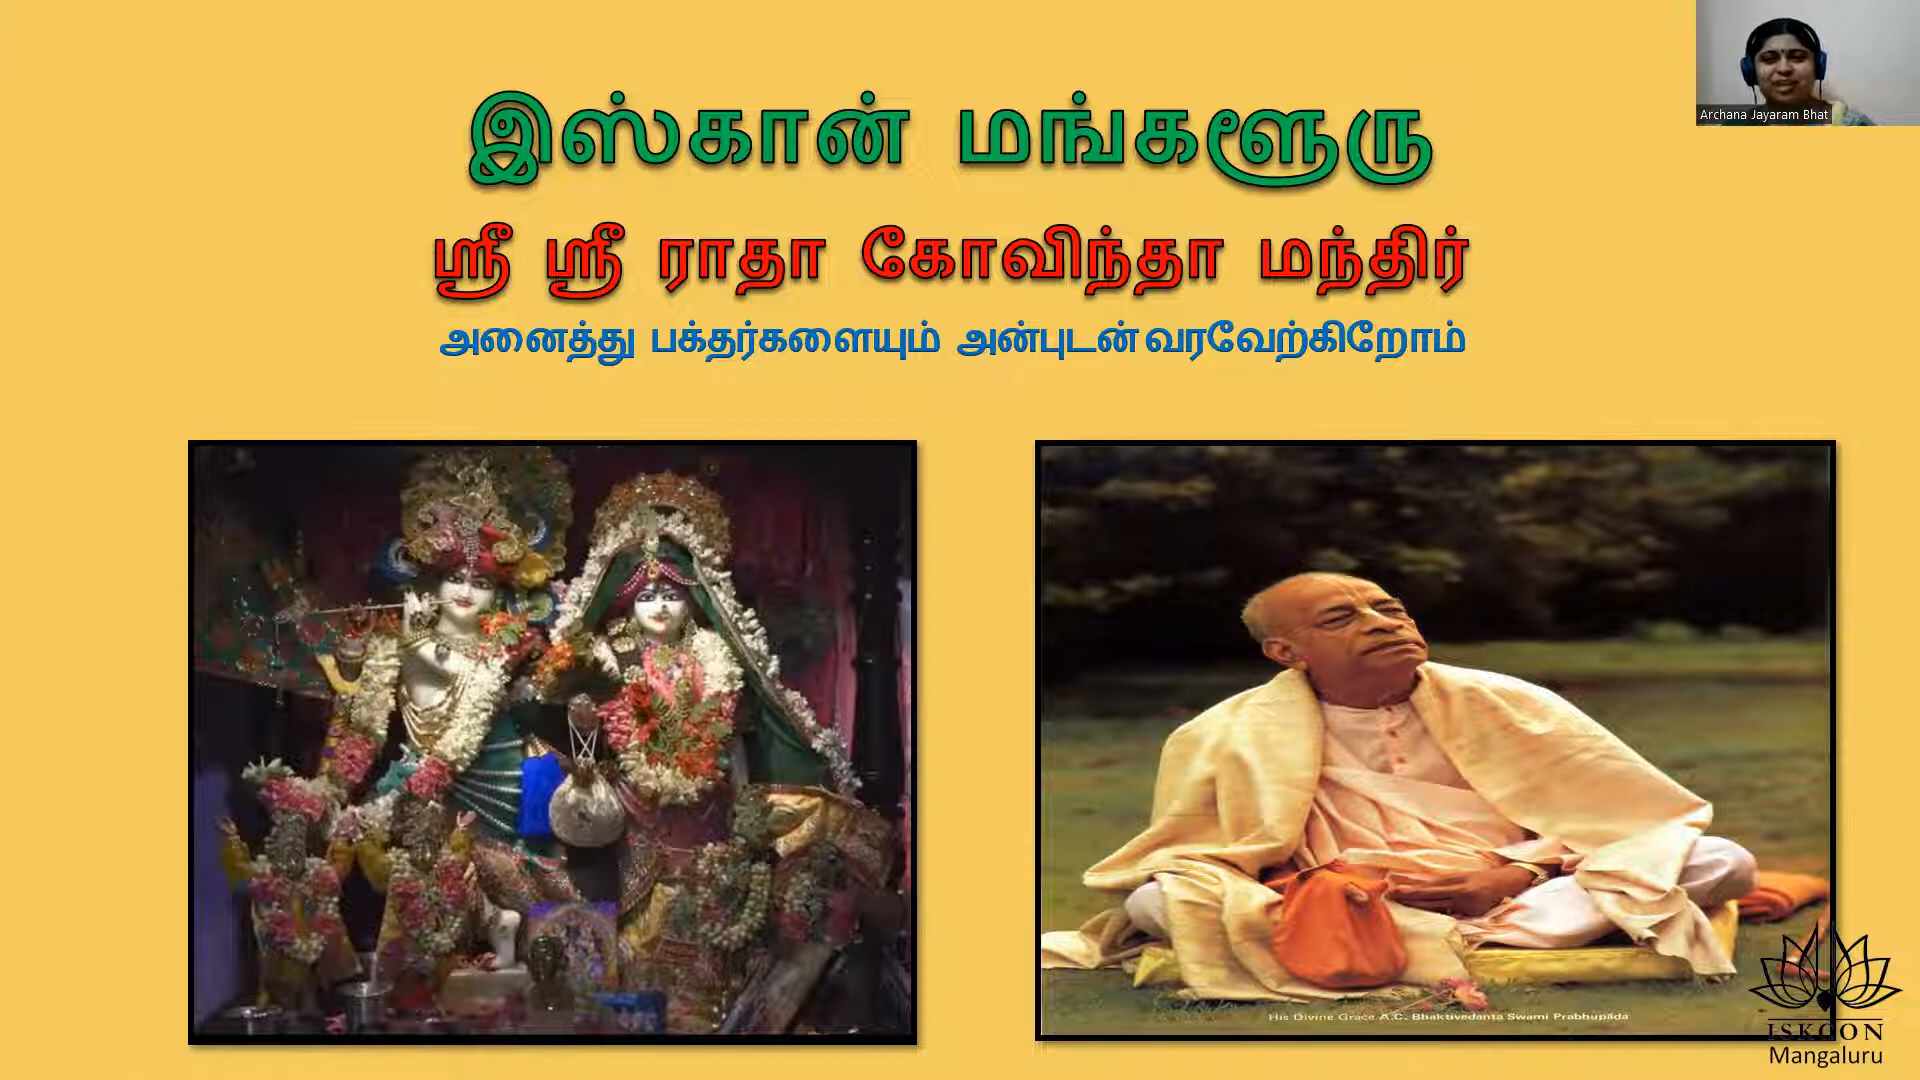 Archana Jayaram Bhat
இஸ்கான் மங்களூரு
ஸ்ரீ ஸ்ரீ ராதா கோவிந்தா மந்திர்
அனைத்து பக்தர்களையும் அன்புடன் வரவேற்கிறோம்
His Divine Grace A.C. Bhaktivedanta Swami Prabhupāda
ISKCON
Mangaluru